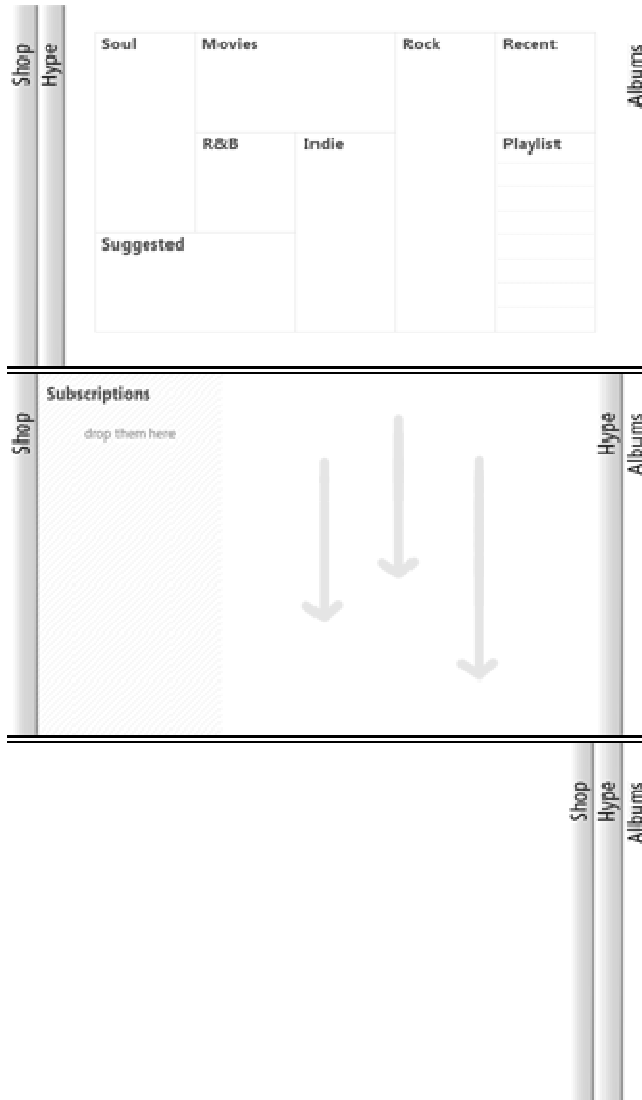 Shop
Hype
Soul
Movies
Rock
Recent
Albums
R&B
Indie
Playlist
Suggested
Subscriptions
drop them here
Shop
Hype
Albums
Shop
Hype
Albums